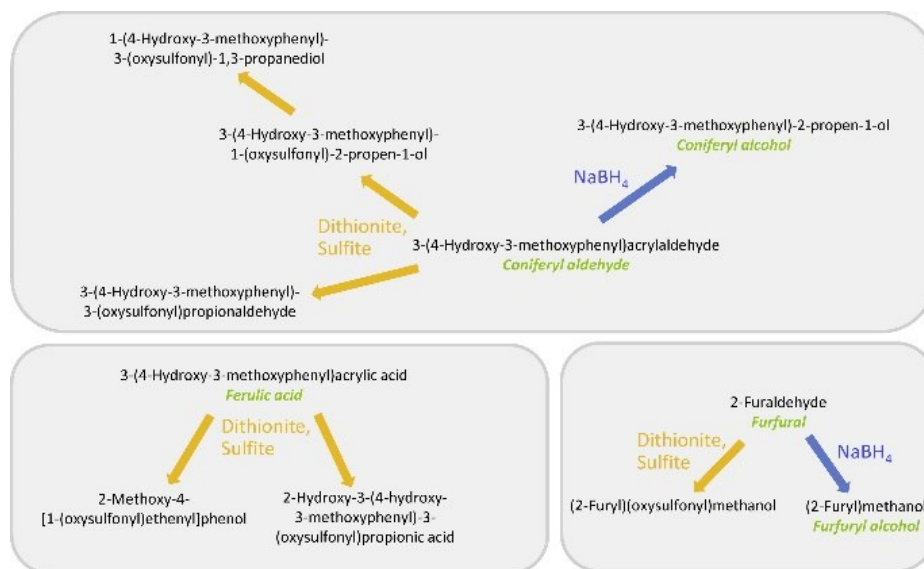 1-(4-Hydroxy-3-methoxyphenyl)-
3-(oxysulfonyl)-1,3-propanediol
3-(4-Hydroxy-3-methoxyphenyl)-
1-(oxysulfonyl)-2-propen-1-ol
3-(4-Hydroxy-3-methoxyphenyl)-2-propen-1-ol
Coniferyl alcohol
NaBH₄
Dithionite,
Sulfite
3-(4-Hydroxy-3-methoxyphenyl)acrylaldehyde
Coniferyl aldehyde
3-(4-Hydroxy-3-methoxyphenyl)-
3-(oxysulfonyl)propionaldehyde
3-(4-Hydroxy-3-methoxyphenyl)acrylic acid
Ferulic acid
Dithionite,
Sulfite
2-Methoxy-4-
[1-(oxysulfonyl)ethenyl]phenol
2-Hydroxy-3-(4-hydroxy-
3-methoxyphenyl)-3-
(oxysulfonyl)propionic acid
2-Furaldehyde
Furfural
Dithionite,
Sulfite
NaBH₄
(2-Furyl)(oxysulfonyl)methanol
(2-Furyl)methanol
Furfuryl alcohol